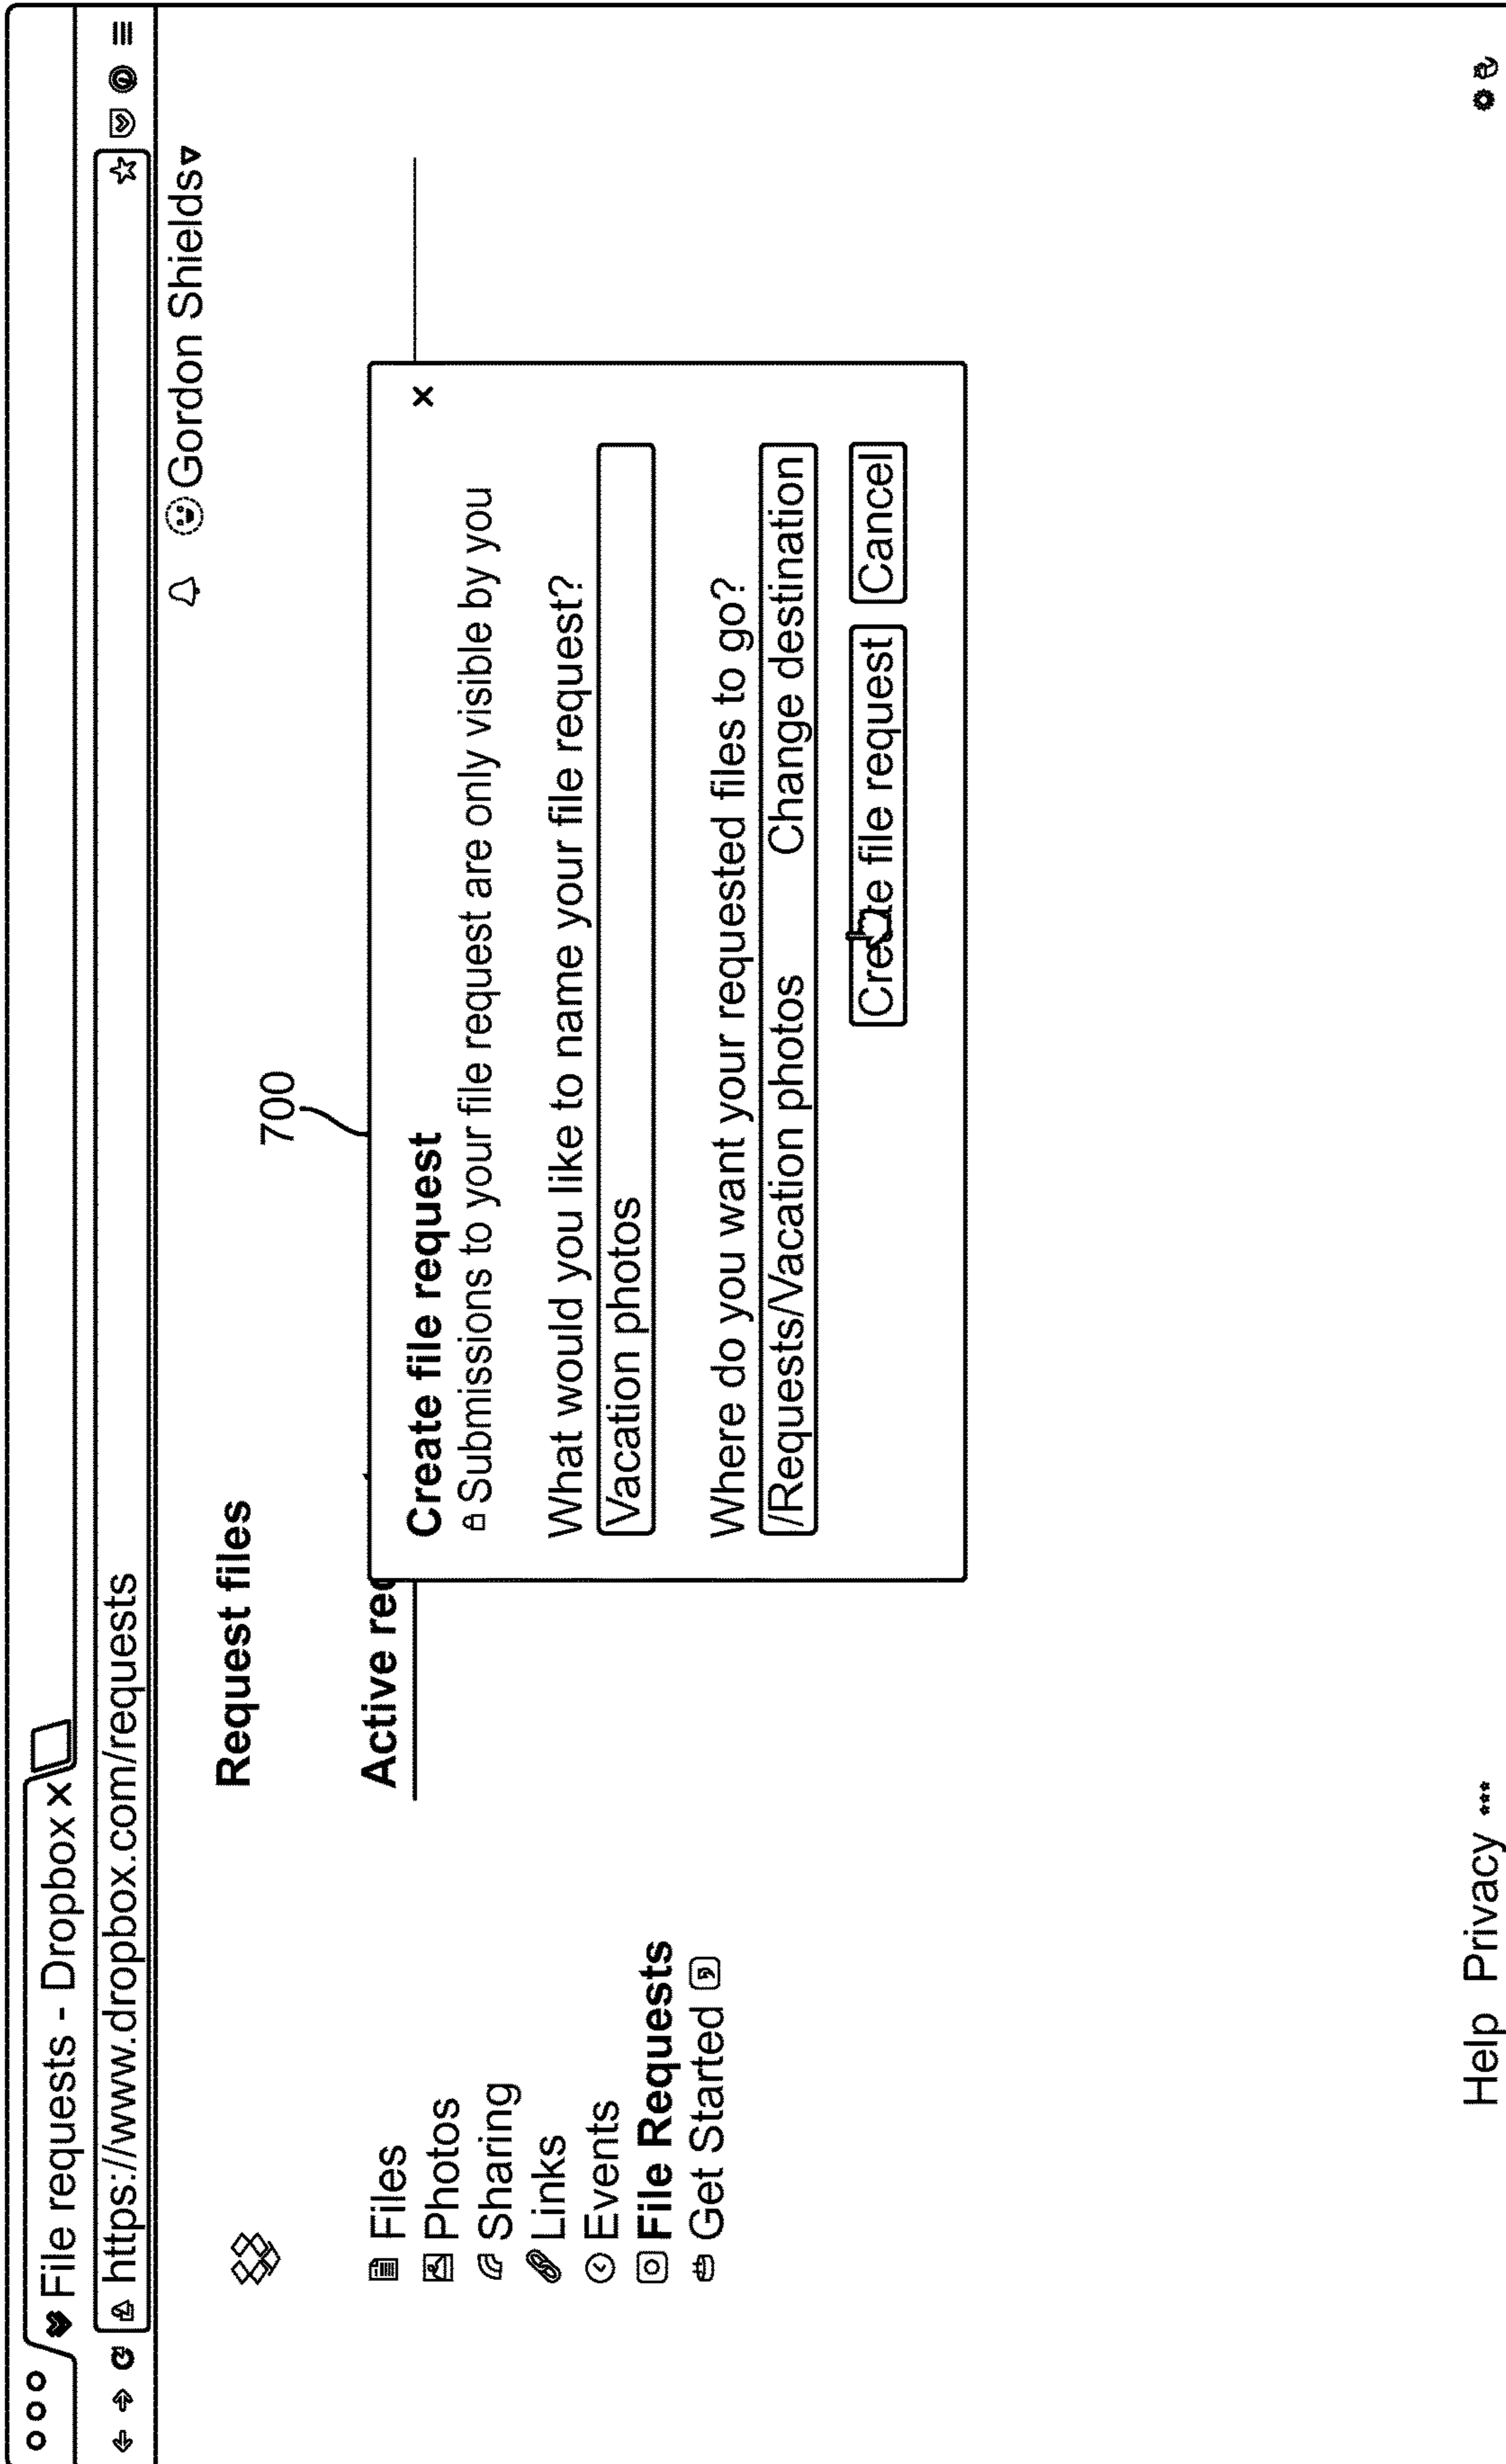 File requests - Dropbox
https://www.dropbox.com/requests
Gordon Shields
Request files
700
Active rec
Files
Photos
Sharing
Links
Events
File Requests
Get Started
Create file request
Submissions to your file request are only visible by you
What would you like to name your file request?
Vacation photos
Where do you want your requested files to go?
/Requests/Vacation photos Change destination
Create file request Cancel
Help Privacy ***